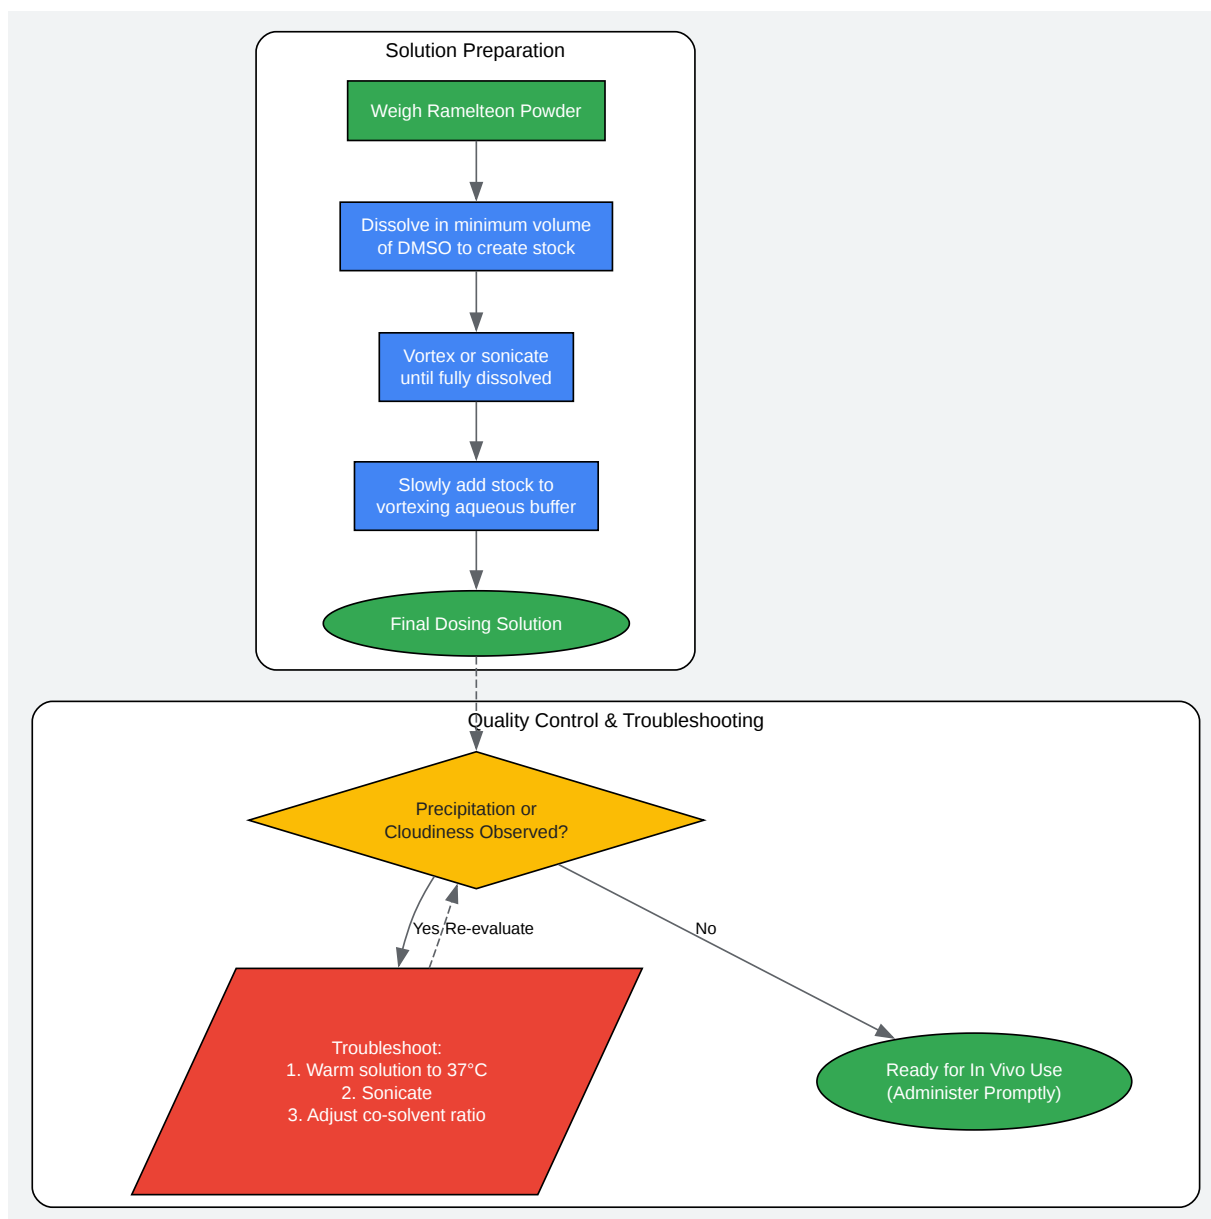 Solution Preparation
Weigh Ramelteon Powder
Dissolve in minimum volume
of DMSO to create stock
Vortex or sonicate
until fully dissolved
Slowly add stock to
vortexing aqueous buffer
Final Dosing Solution
Quality Control & Troubleshooting
Precipitation or
Cloudiness Observed?
Yes
Re-evaluate
No
Troubleshoot:
1. Warm solution to 37°C
2. Sonicate
3. Adjust co-solvent ratio
Ready for In Vivo Use
(Administer Promptly)